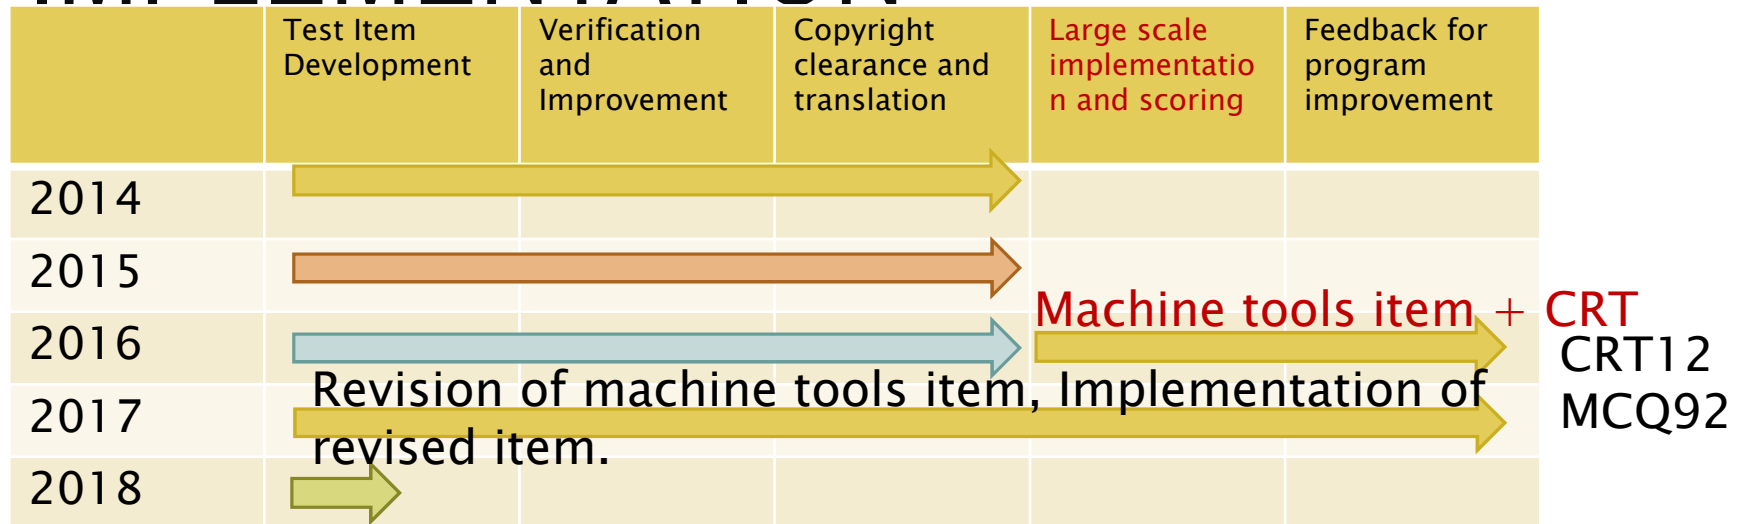 IMPLEMENTATION
Test Item
Development
Verification
and
Improvement
Copyright
clearance and
translation
Large scale
implementatio
n and scoring
Feedback for
program
improvement
2014
2015
Machine tools item + CRT
2016
CRT12
Revision of machine tools item, Implementation of
revised item.
2017
MCQ92
2018